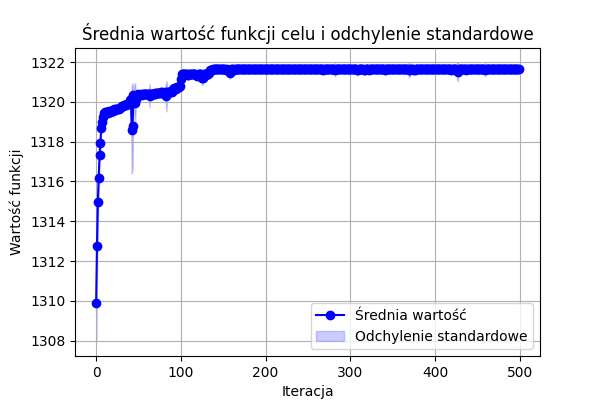 Średnia wartość funkcji celu i odchylenie standardowe
Wartość funkcji
1322
1320
1318
1316
1314
1312
1310
1308
0 100 200 300 400 500
Iteracja
Średnia wartość
Odchylenie standardowe